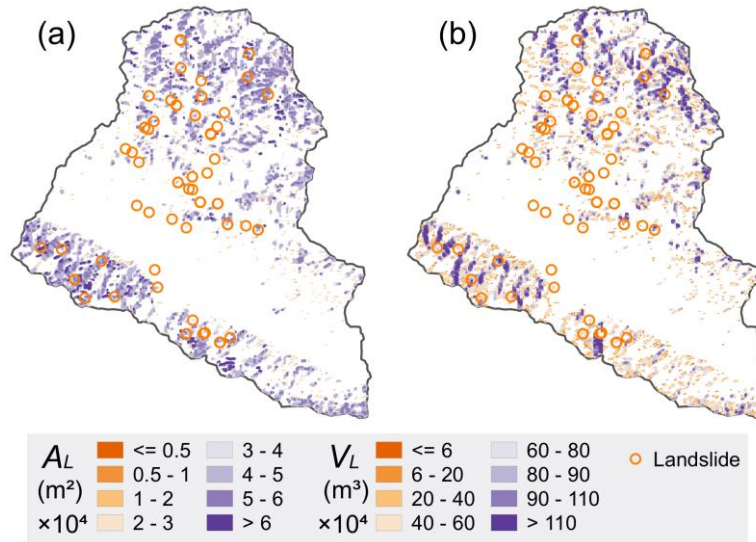 (a) (b)
A_L (m²) ×10⁴
<= 0.5 3 - 4
0.5 - 1 4 - 5
1 - 2 5 - 6
2 - 3 > 6
V_L (m³) ×10⁴
<= 6 60 - 80
6 - 20 80 - 90
20 - 40 90 - 110
40 - 60 > 110
Landslide